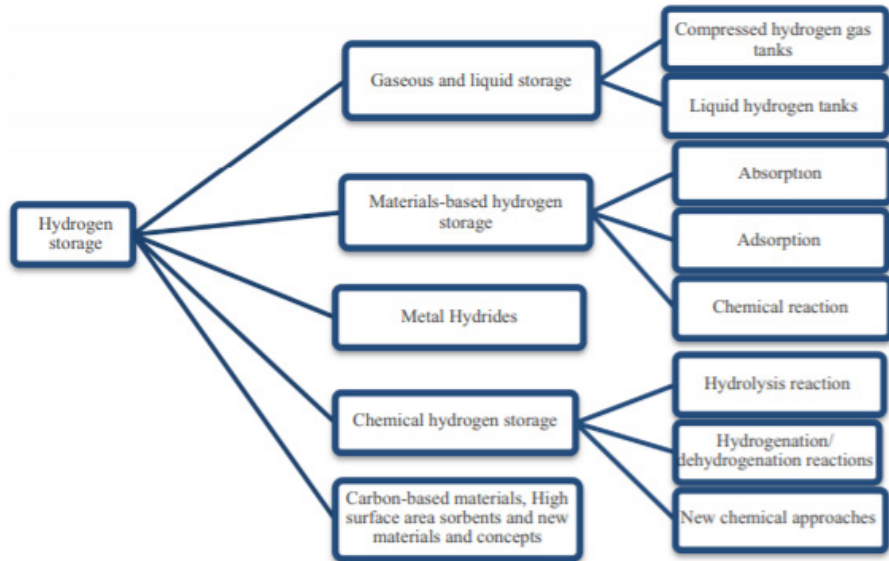 Hydrogen
storage
Gaseous and liquid storage
Compressed hydrogen gas
tanks
Liquid hydrogen tanks
Materials-based hydrogen
storage
Absorption
Adsorption
Chemical reaction
Metal Hydrides
Chemical hydrogen storage
Hydrolysis reaction
Hydrogenation/
dehydrogenation reactions
New chemical approaches
Carbon-based materials, High
surface area sorbents and new
materials and concepts